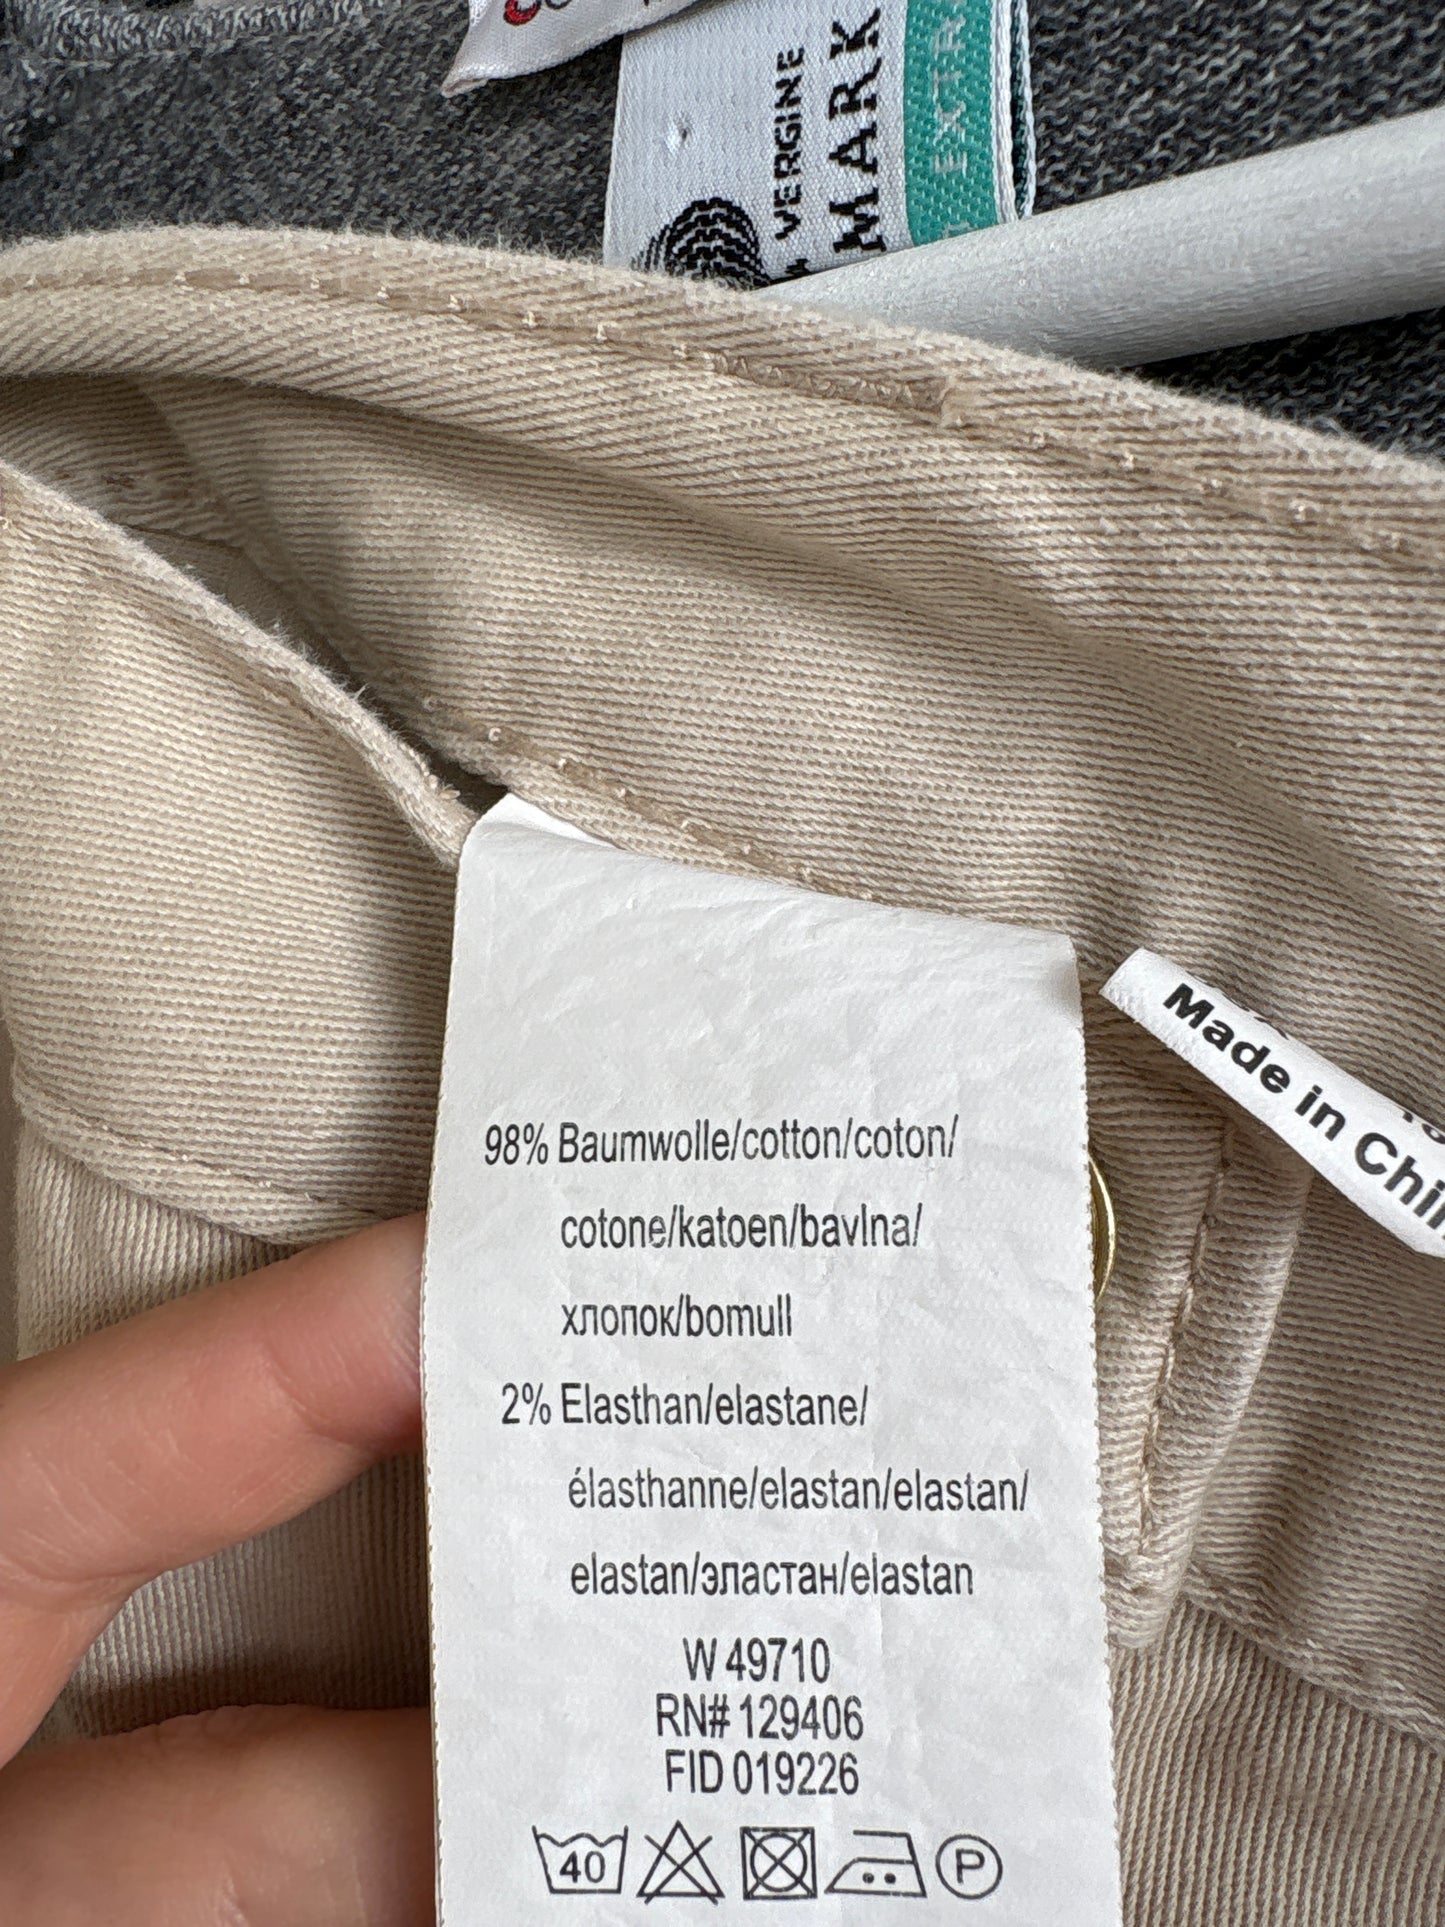 VERGINE
MARK
EXTR
Made in Chi
98% Baumwolle/cotton/coton/
cotone/katoen/bavlna/
хлопок/bomull
2% Elasthan/elastane/
élasthanne/elastan/elastan/
elastan/эластан/elastan
W 49710
RN# 129406
FID 019226
40
P